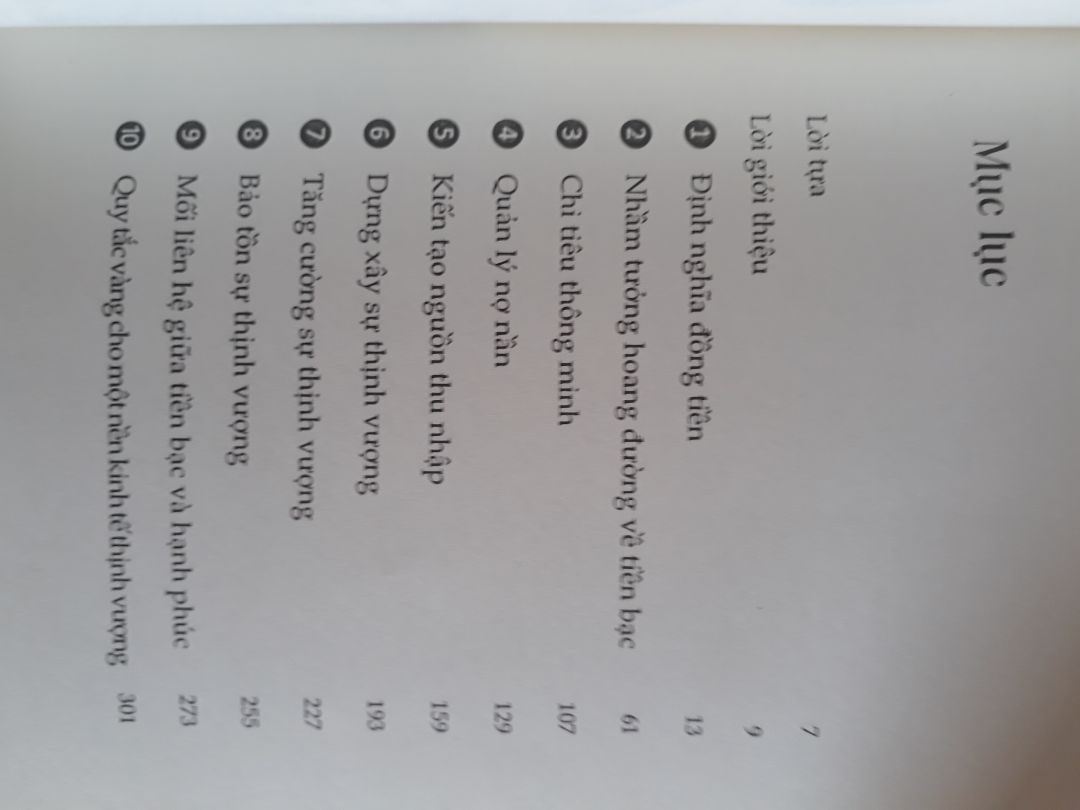 Mục lục
Lời tựa 7
Lời giới thiệu 9
1 Định nghĩa đồng tiền 13
2 Nhầm tưởng hoang đường về tiền bạc 61
3 Chi tiêu thông minh 107
4 Quản lý nợ nần 129
5 Kiến tạo nguồn thu nhập 159
6 Dựng xây sự thịnh vượng 193
7 Tăng cường sự thịnh vượng 227
8 Bảo tồn sự thịnh vượng 255
9 Mối liên hệ giữa tiền bạc và hạnh phúc 273
10 Quy tắc vàng cho một nền kinh tế thịnh vượng 301